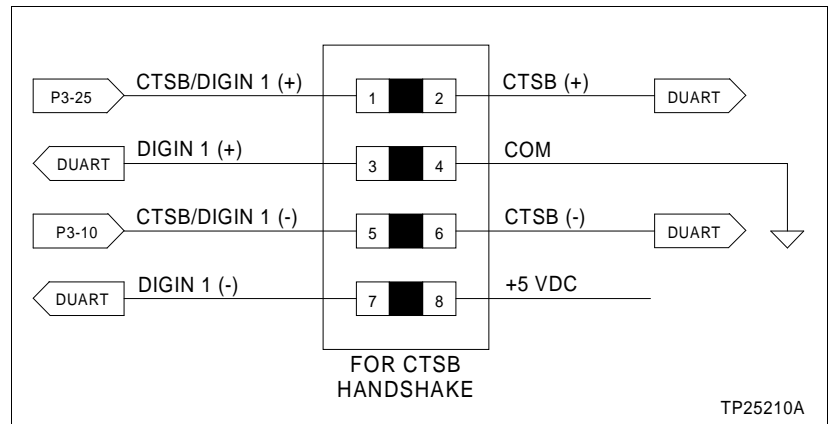 P3-25 CTSB/DIGIN 1 (+) 1 2 CTSB (+) DUART
DUART DIGIN 1 (+) 3 4 COM
P3-10 CTSB/DIGIN 1 (-) 5 6 CTSB (-) DUART
DUART DIGIN 1 (-) 7 8 +5 VDC
FOR CTSB
HANDSHAKE
TP25210A